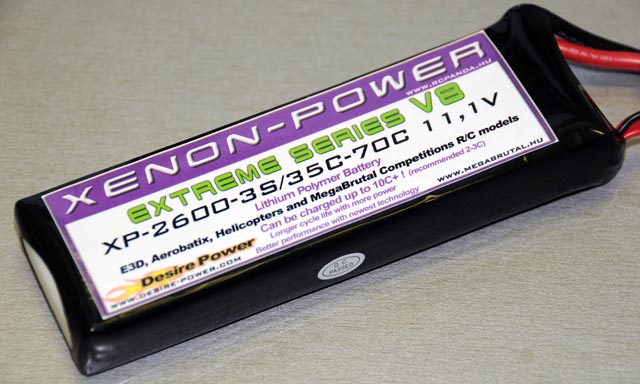 XENON-POWER
WWW.RCPANDA.HU
EXTREME SERIES V8
XP-2600-3S/35C-70C 11,1V
Lithium Polymer Battery
E3D, Aerobatix, Helicopters and MegaBrutal Competitions R/C models
Can be charged up to 10C+ ! (recommended 2-3C)
Longer cycle life with more power
Better performance with newest technology
Desire Power
WWW.DESIRE-POWER.COM
WWW.MEGABRUTAL.HU
Q.C
PASSED